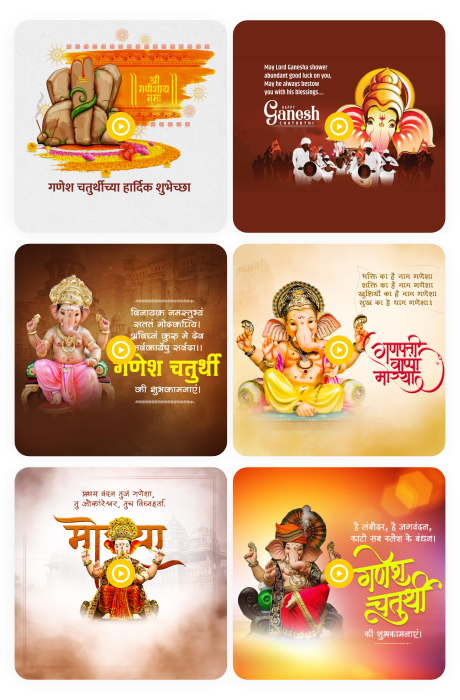 श्री
गणेशाय
नमः
गणेश चतुर्थीच्या हार्दिक शुभेच्छा
May Lord Ganesha shower
abundant good luck on you,
May he always bestow
you with his blessings....
HAPPY
Ganesh
CHATURTHI
विनायक नमस्तुभ्यं
सततं मोदकप्रिय।
अविघ्नं कुरु मे देव
सर्वकार्येषु सर्वदा।।
गणेश चतुर्थी
की शुभकामनाएं।
भक्ति का है नाम गणेशा
शक्ति का है नाम गणेशा
खुशियों का है नाम गणेशा
सुख का है धाम गणेशा।
गणपती
बाप्पा
मोरया
प्रथम वंदन तुज गणेशा,
तु ओंकारेश्वर, तुच विघ्नहर्ता.
मोरया
हे लंबोदर, हे जगवंदन,
काटो सब क्लेश के बंधन।
गणेश
चतुर्थी
की शुभकामनाएं।